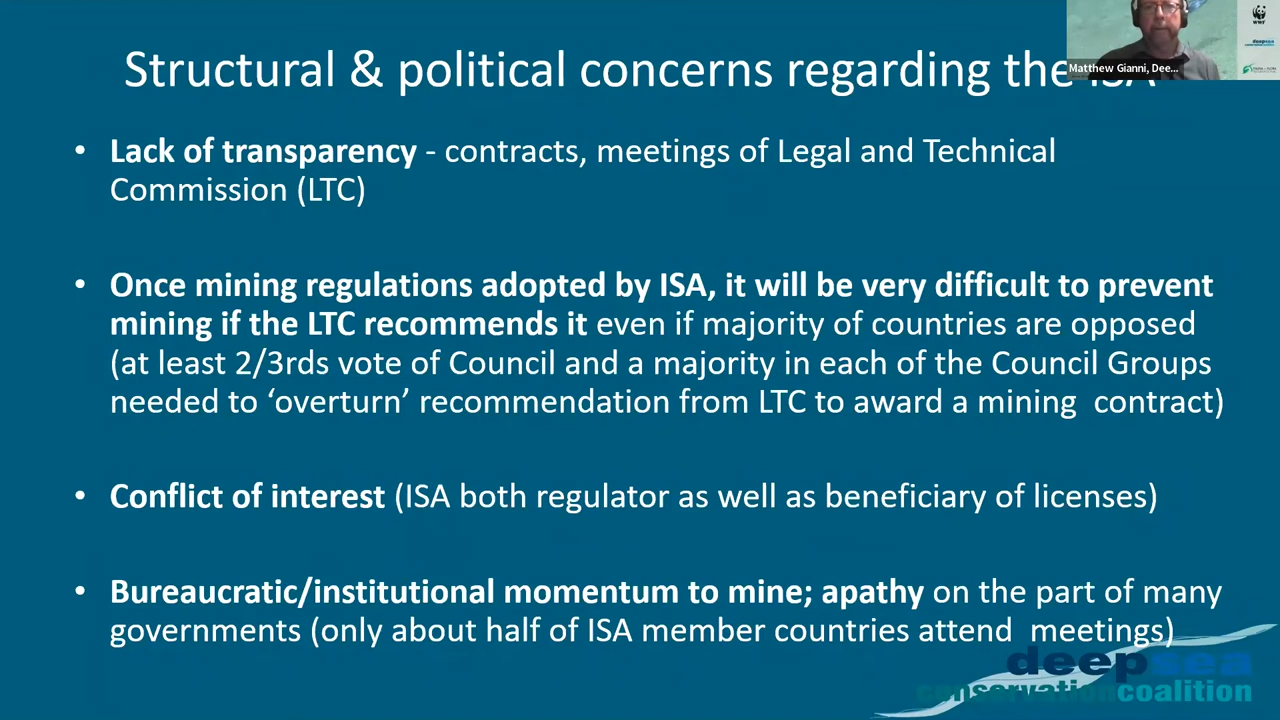 Structural & political concerns regarding the ISA
Matthew Gianni, Dee...
WWF
• Lack of transparency - contracts, meetings of Legal and Technical
Commission (LTC)
• Once mining regulations adopted by ISA, it will be very difficult to prevent
mining if the LTC recommends it even if majority of countries are opposed
(at least 2/3rds vote of Council and a majority in each of the Council Groups
needed to ‘overturn’ recommendation from LTC to award a mining contract)
• Conflict of interest (ISA both regulator as well as beneficiary of licenses)
• Bureaucratic/institutional momentum to mine; apathy on the part of many
governments (only about half of ISA member countries attend meetings)
deepsea
conservationcoalition